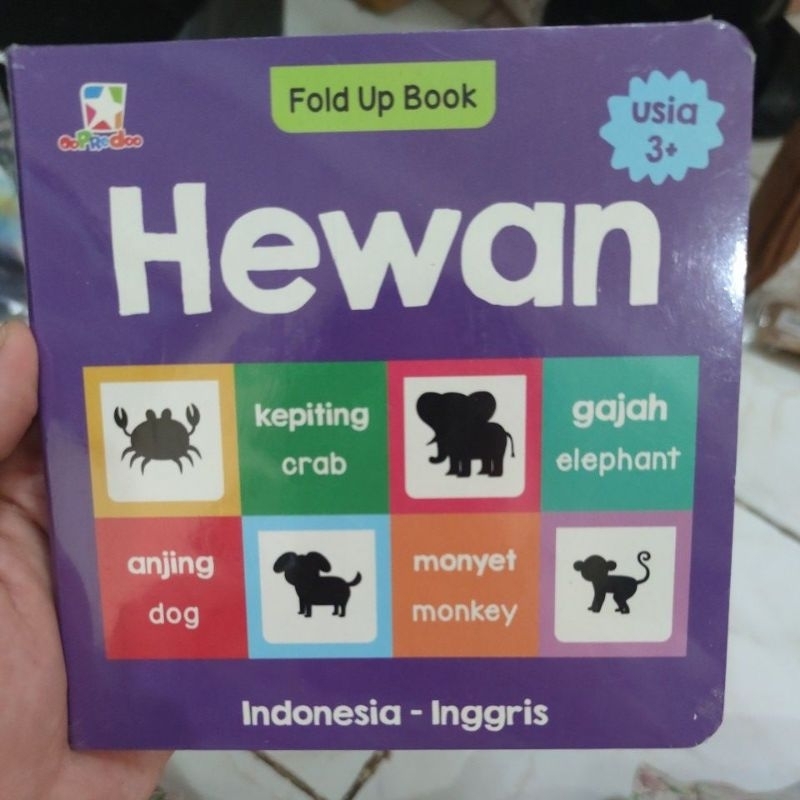 Fold Up Book
usia
3+
Hewan
kepiting
crab
gajah
elephant
anjing
dog
monyet
monkey
Indonesia - Inggris